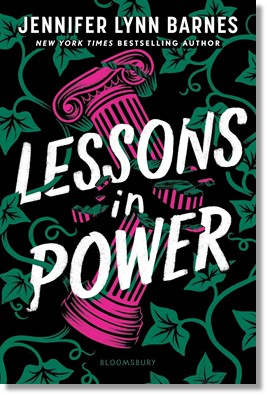 JENNIFER LYNN BARNES
NEW YORK TIMES BESTSELLING AUTHOR
LESSONS
in
POWER
BLOOMSBURY